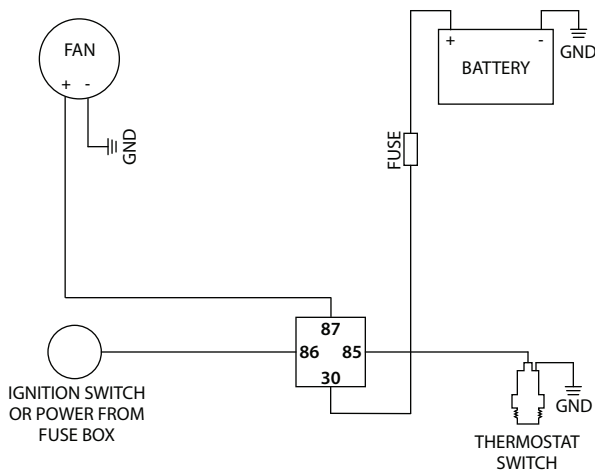 FAN
+ -
GND
+ -
BATTERY
GND
FUSE
87
86 85
30
IGNITION SWITCH
OR POWER FROM
FUSE BOX
GND
THERMOSTAT
SWITCH